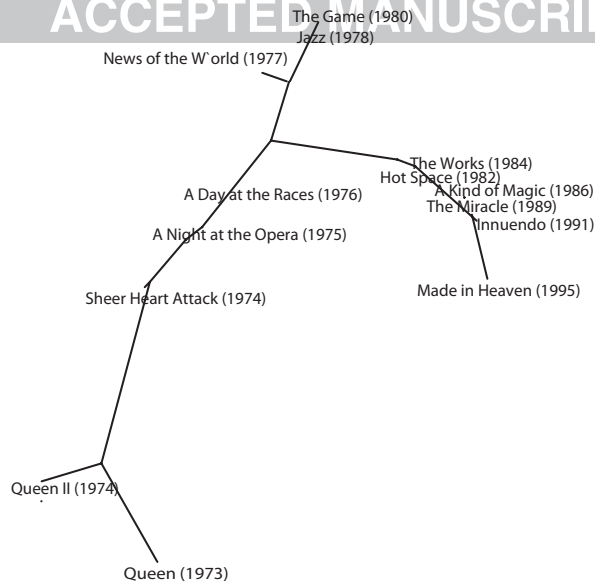 ACCEPTED MANUSCRI
The Game (1980)
Jazz (1978)
News of the W`orld (1977)
The Works (1984)
Hot Space (1982)
A Kind of Magic (1986)
A Day at the Races (1976)
The Miracle (1989)
Innuendo (1991)
A Night at the Opera (1975)
Made in Heaven (1995)
Sheer Heart Attack (1974)
Queen II (1974)
Queen (1973)